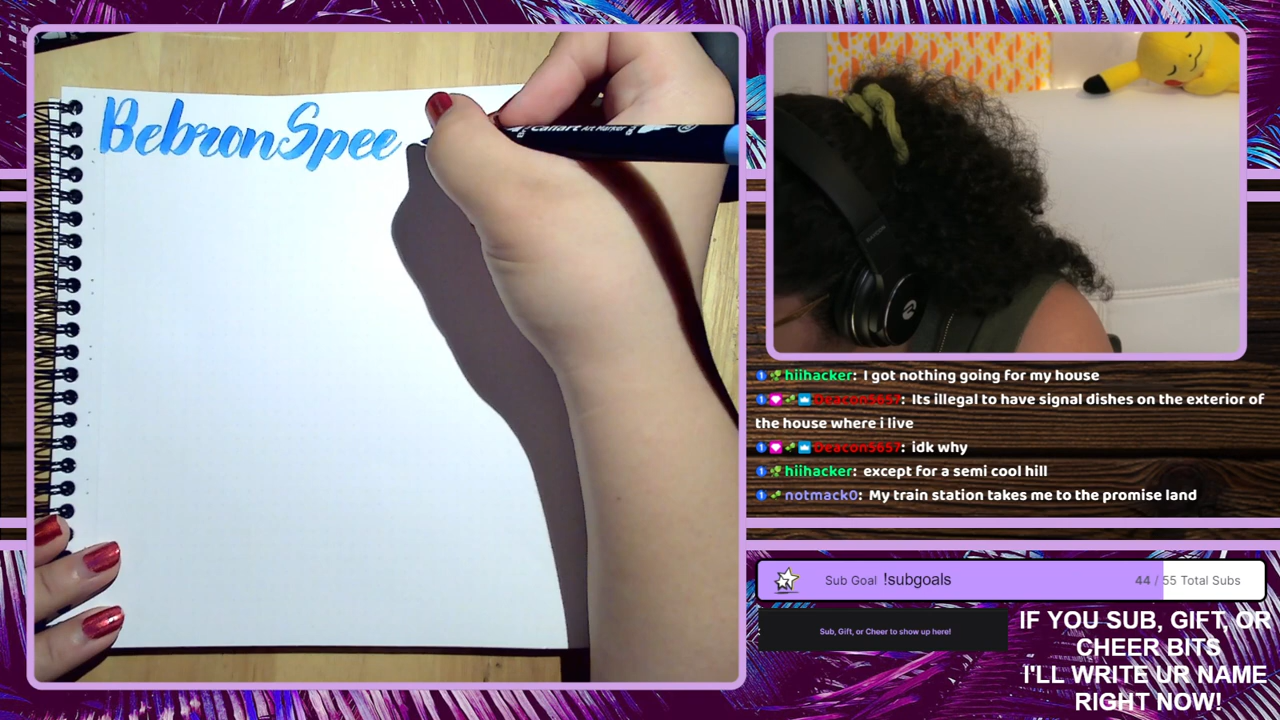 BebronSpee
Canart Art Marker
hiihacker: I got nothing going for my house
Deacon5657: Its illegal to have signal dishes on the exterior of
the house where i live
Deacon5657: idk why
hiihacker: except for a semi cool hill
notmack0: My train station takes me to the promise land
Sub Goal !subgoals 44 / 55 Total Subs
Sub, Gift, or Cheer to show up here!
IF YOU SUB, GIFT, OR
CHEER BITS
I'LL WRITE UR NAME
RIGHT NOW!